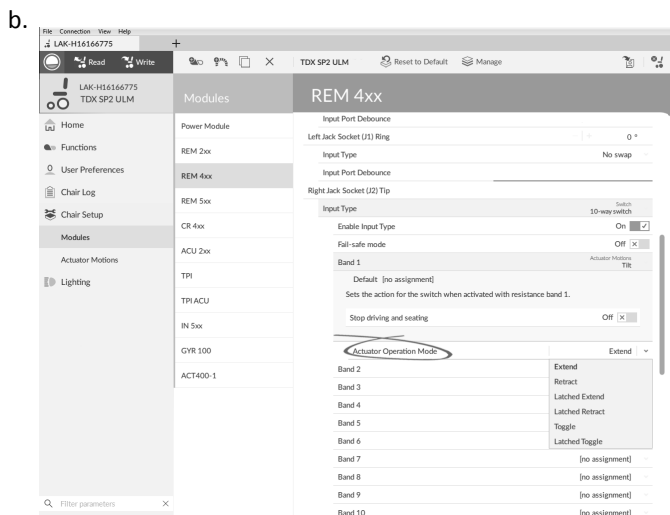 b.
File Connection View Help
LAK-H16166775 +
Read Write TDX SP2 ULM Reset to Default Manage
LAK-H16166775
TDX SP2 ULM
Home
Functions
User Preferences
Chair Log
Chair Setup
Modules
Actuator Motions
Lighting
Filter parameters
Modules
Power Module
REM 2xx
REM 4xx
REM 5xx
CR 4xx
ACU 2xx
TPI
TPI ACU
IN 5xx
GYR 100
ACT400-1
REM 4xx
Input Port Debounce
Left Jack Socket (J1) Ring 0 °
Input Type No swap
Input Port Debounce
Right Jack Socket (J2) Tip
Input Type Switch
10-way switch
Enable Input Type On
Fail-safe mode Off
Band 1 Actuator Motions
Tilt
Default [no assignment]
Sets the action for the switch when activated with resistance band 1.
Stop driving and seating Off
Actuator Operation Mode Extend
Band 2 Extend
Band 3 Retract
Band 4 Latched Extend
Latched Retract
Band 5 Toggle
Band 6 Latched Toggle
Band 7 [no assignment]
Band 8 [no assignment]
Band 9 [no assignment]
Band 10 [no assignment]